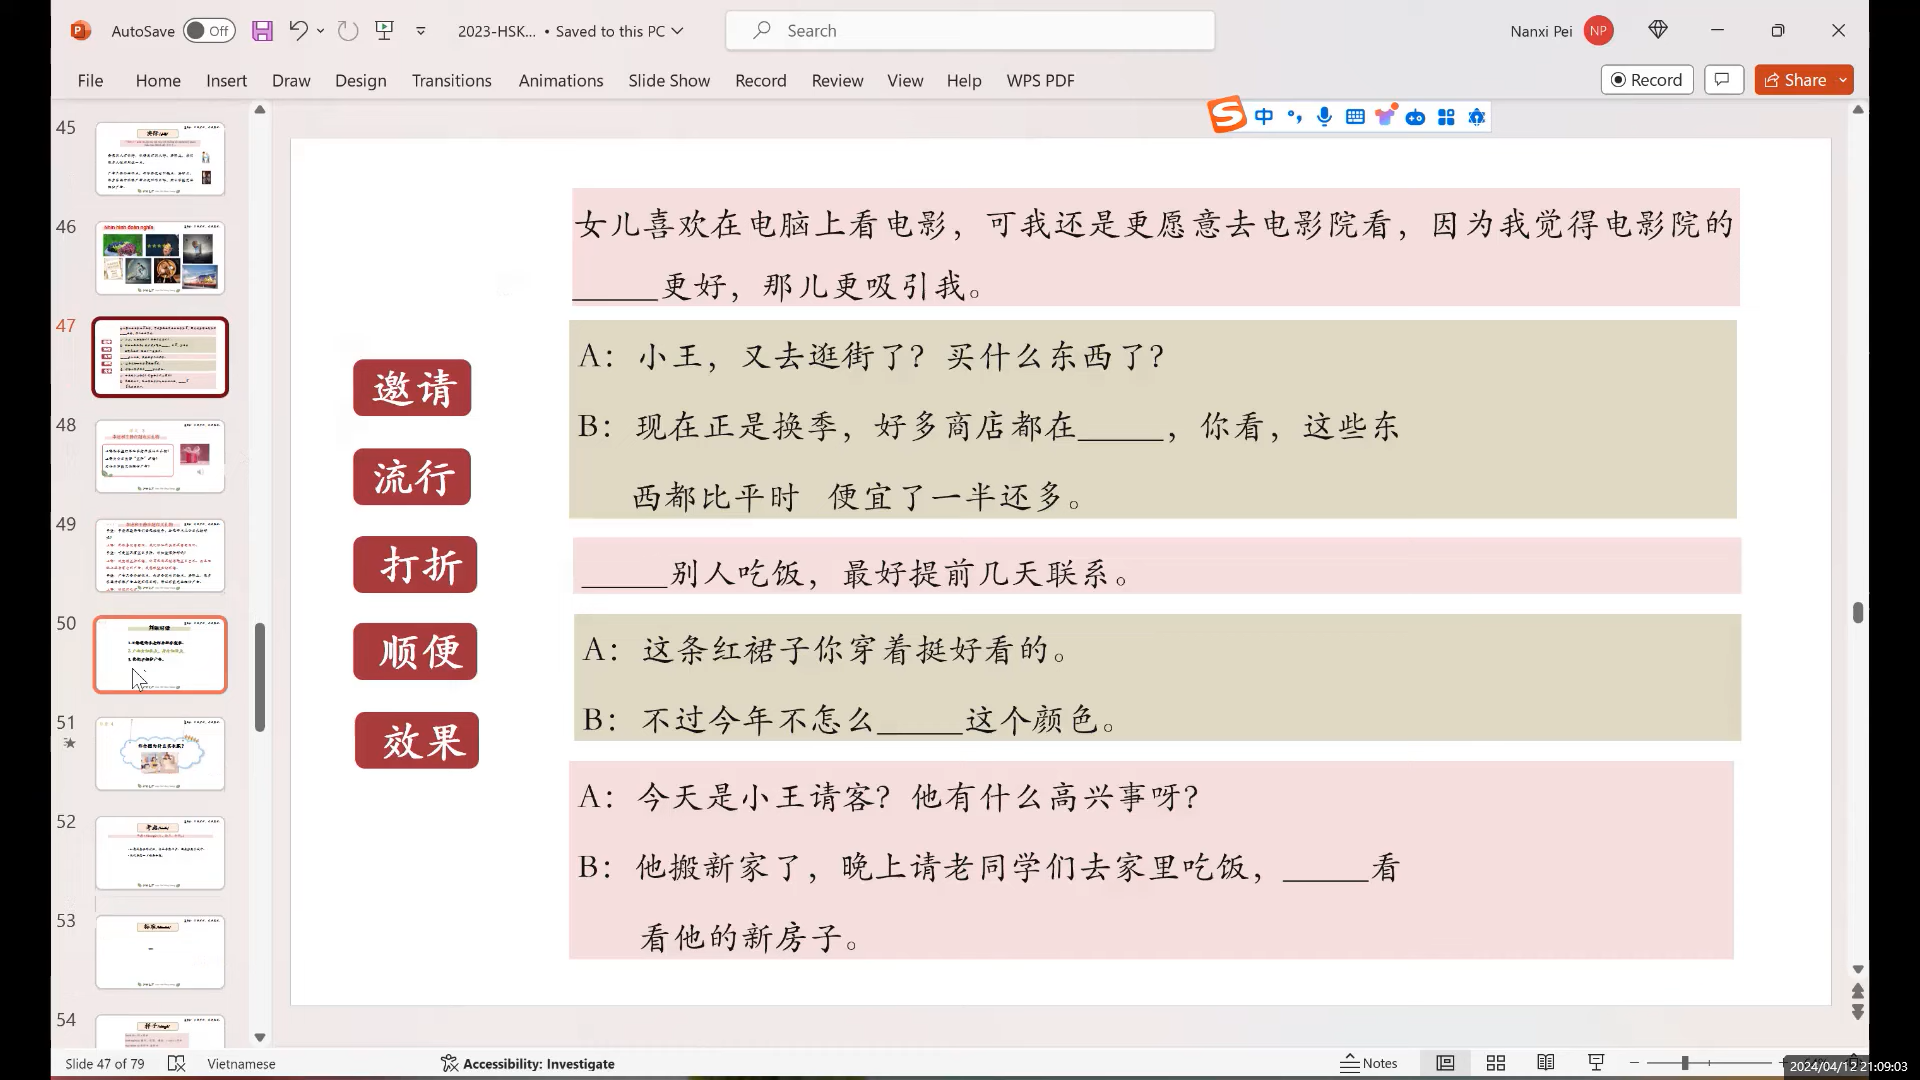 AutoSave
Off
2023-HSK... • Saved to this PC
Search
Nanxi Pei
NP
File
Home
Insert
Draw
Design
Transitions
Animations
Slide Show
Record
Review
View
Help
WPS PDF
Record
Share
中
45
46
47
48
49
50
51
52
53
54
女儿喜欢在电脑上看电影，可我还是更愿意去电影院看，因为我觉得电影院的
_____更好，那儿更吸引我。
A：小王，又去逛街了？买什么东西了？
B：现在正是换季，好多商店都在_____，你看，这些东
西都比平时 便宜了一半还多。
_____别人吃饭，最好提前几天联系。
A：这条红裙子你穿着挺好看的。
B：不过今年不怎么_____这个颜色。
A：今天是小王请客？他有什么高兴事呀？
B：他搬新家了，晚上请老同学们去家里吃饭，_____看
看他的新房子。
邀请
流行
打折
顺便
效果
Slide 47 of 79
Vietnamese
Accessibility: Investigate
Notes
2024/04/12 21:09:03